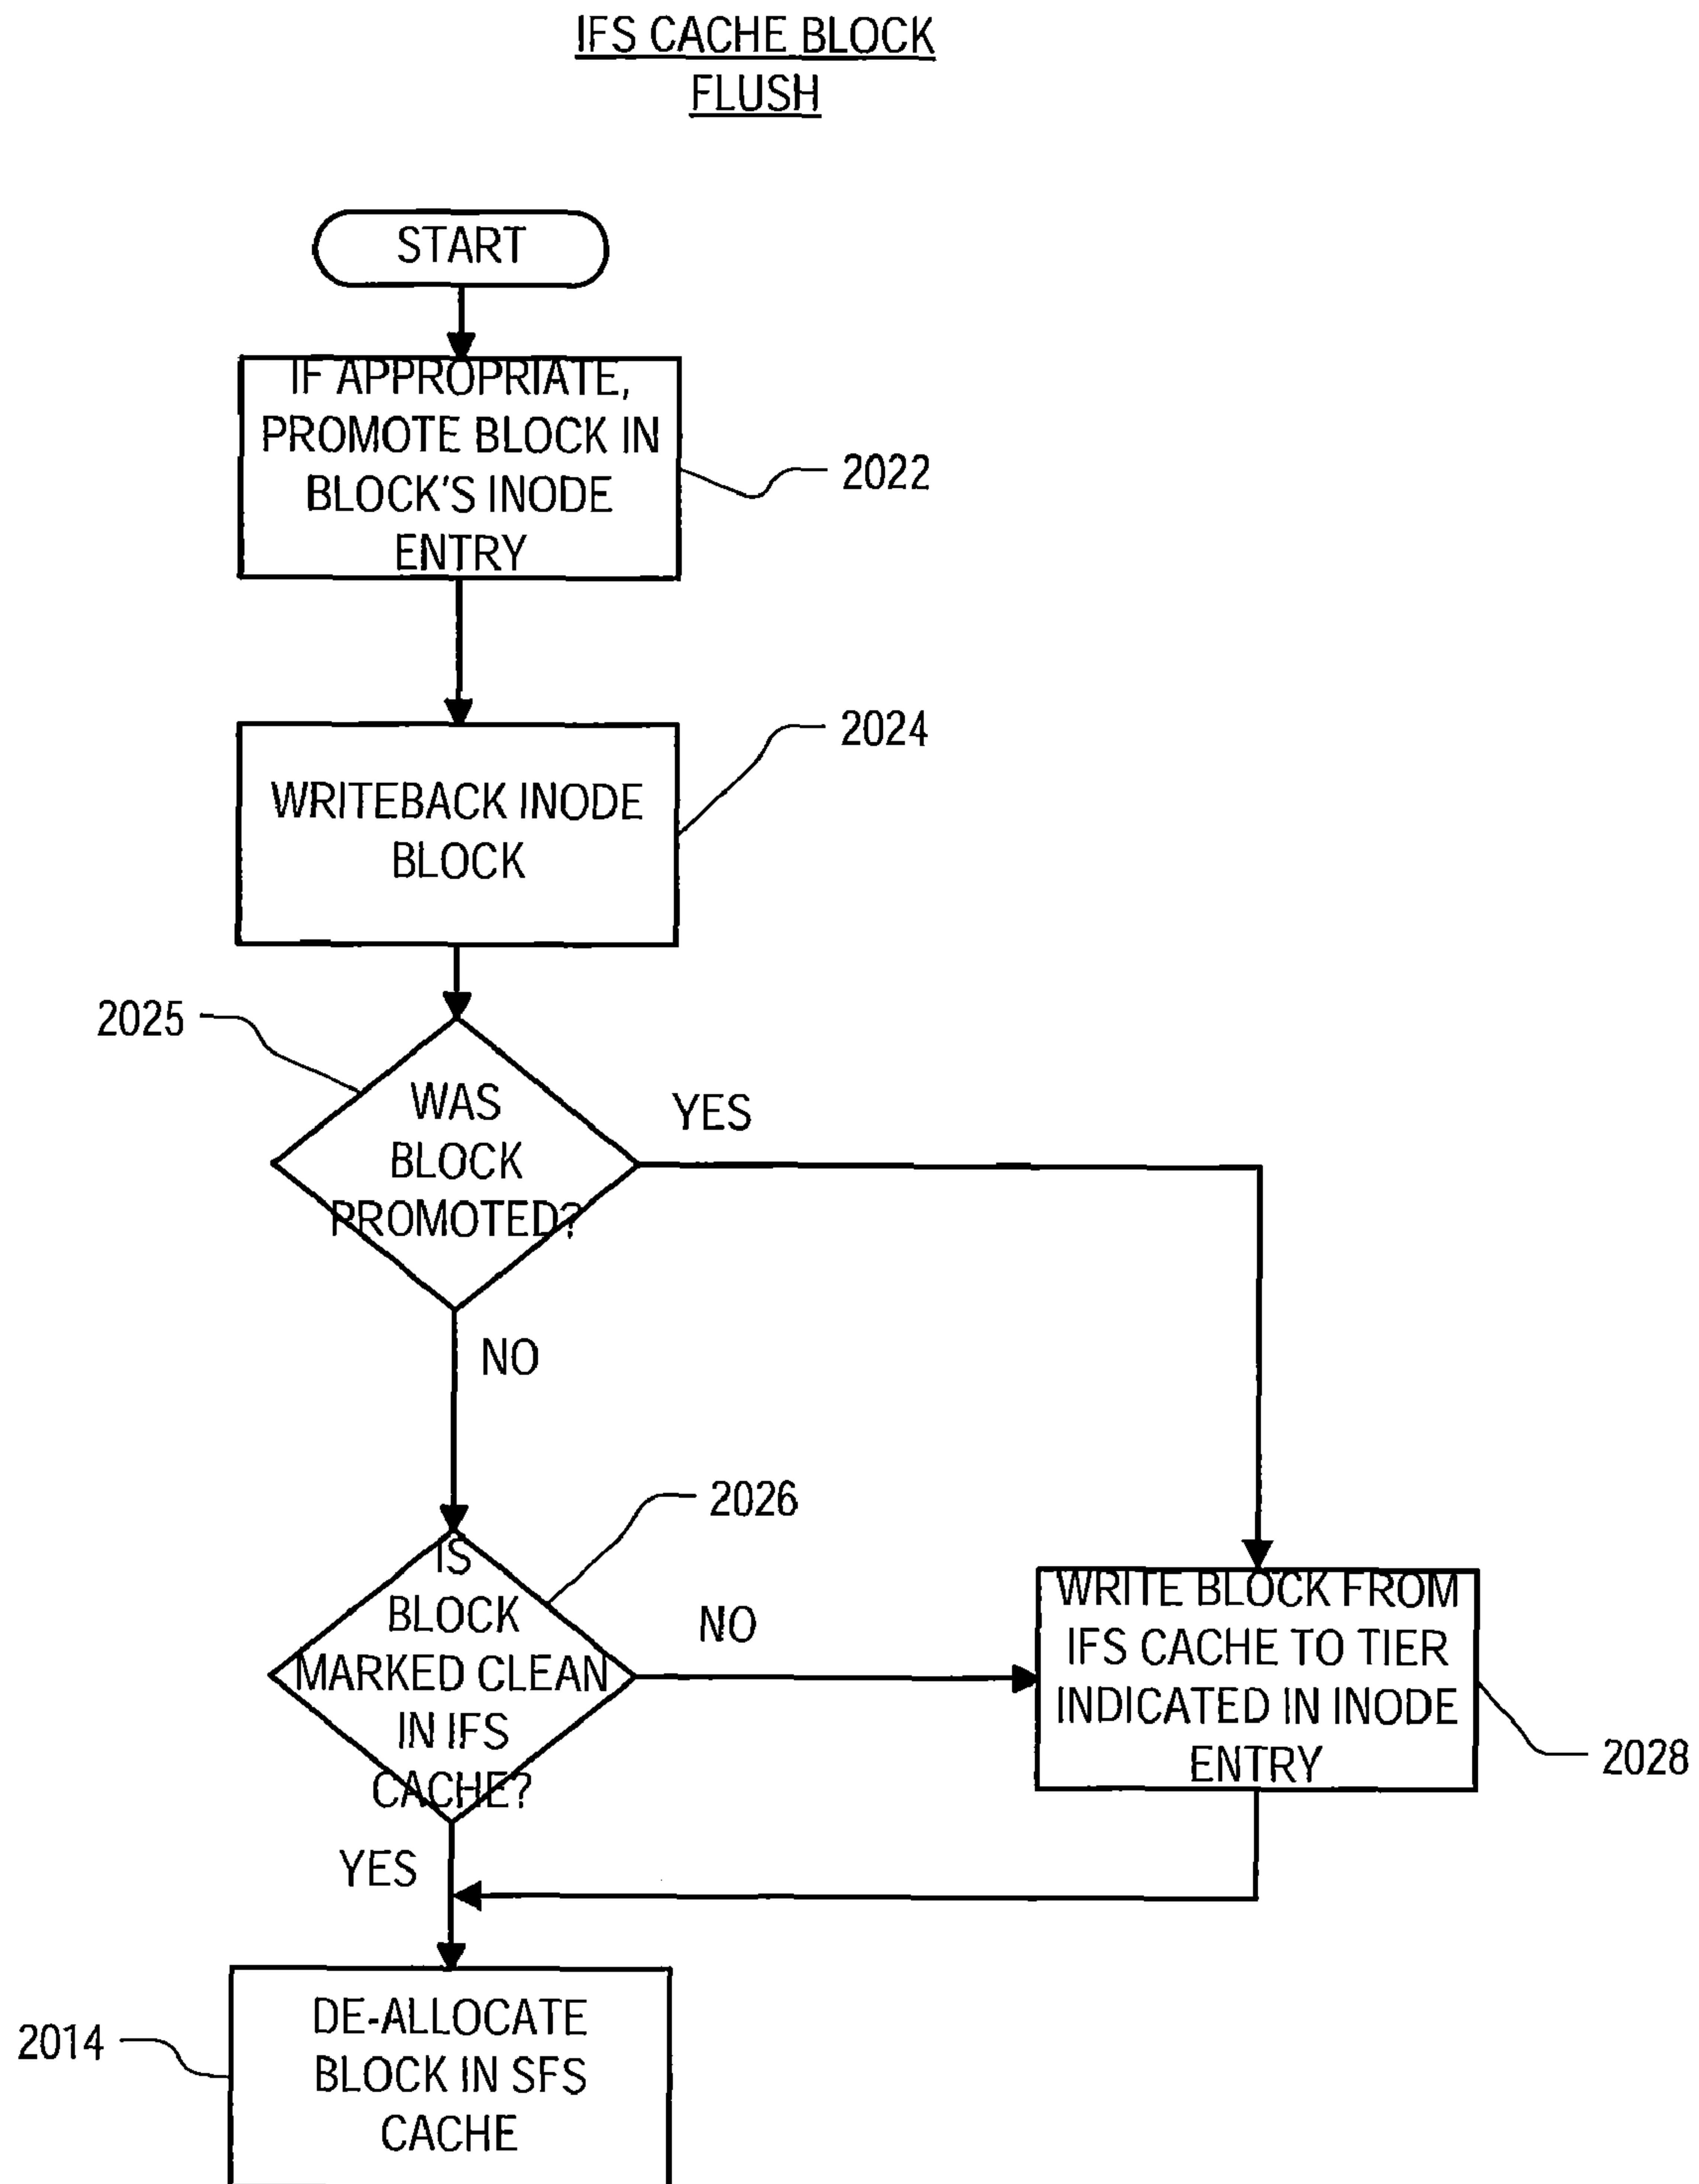 IFS CACHE BLOCK
FLUSH
START
IF APPROPRIATE,
PROMOTE BLOCK IN
BLOCK'S INODE
ENTRY
2022
2024
WRITEBACK INODE
BLOCK
2025
WAS
BLOCK
PROMOTED?
YES
NO
2026
IS
BLOCK
MARKED CLEAN
IN IFS
CACHE?
NO
WRITE BLOCK FROM
IFS CACHE TO TIER
INDICATED IN INODE
ENTRY
2028
YES
2014
DE-ALLOCATE
BLOCK IN SFS
CACHE